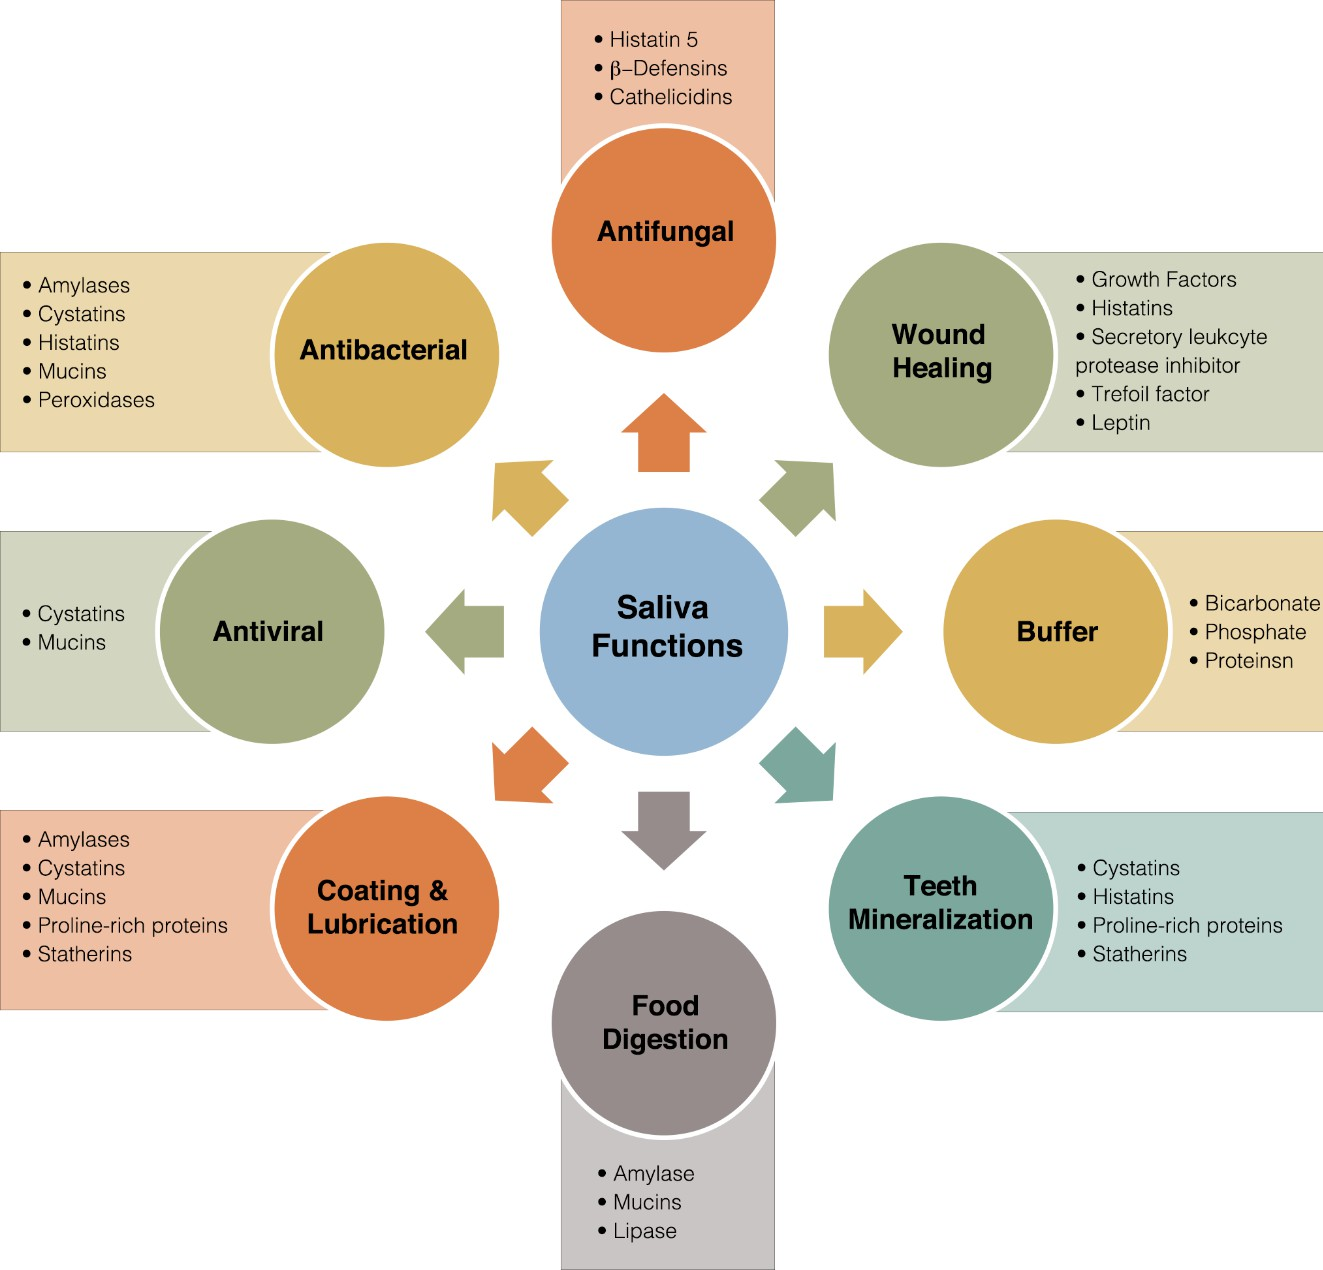 • Histatin 5
• β–Defensins
• Cathelicidins
Antifungal
• Amylases
• Cystatins
• Histatins
• Mucins
• Peroxidases
Antibacterial
Wound
Healing
• Growth Factors
• Histatins
• Secretory leukcyte
protease inhibitor
• Trefoil factor
• Leptin
• Cystatins
• Mucins
Antiviral
Saliva
Functions
Buffer
• Bicarbonate
• Phosphate
• Proteinsn
• Amylases
• Cystatins
• Mucins
• Proline-rich proteins
• Statherins
Coating &
Lubrication
Teeth
Mineralization
• Cystatins
• Histatins
• Proline-rich proteins
• Statherins
Food
Digestion
• Amylase
• Mucins
• Lipase